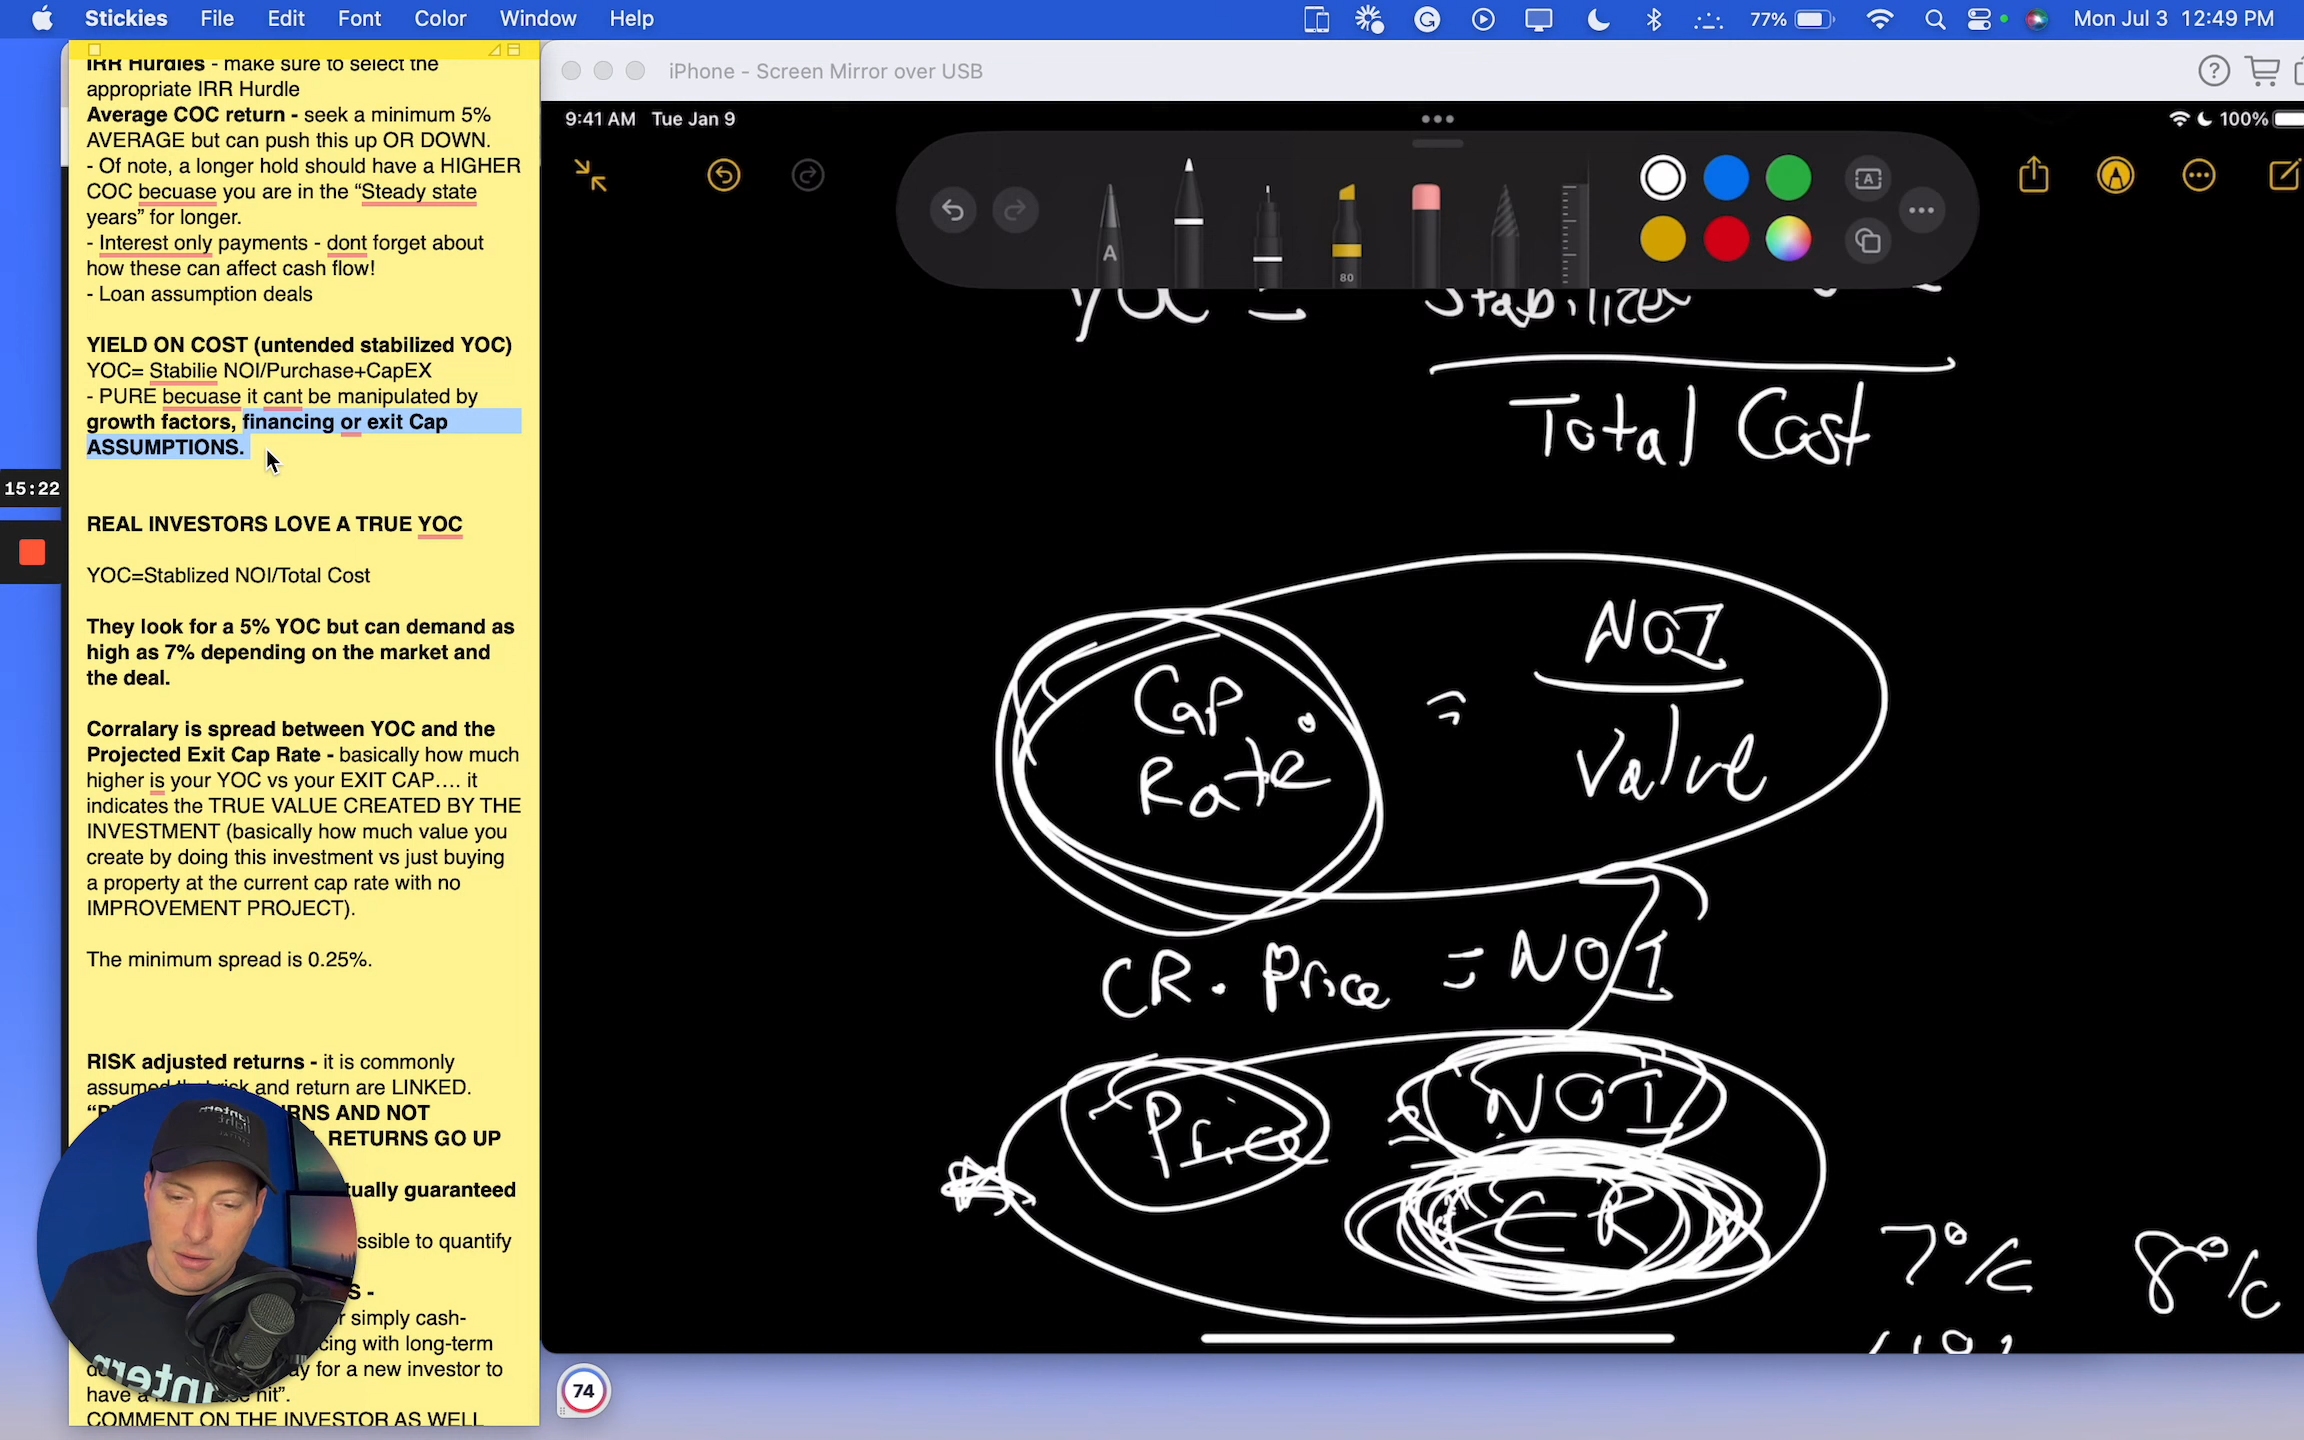 Stickies File Edit Font Color Window Help
77% Mon Jul 3 12:49 PM
IRR Hurdles - make sure to select the
appropriate IRR Hurdle
Average COC return - seek a minimum 5%
AVERAGE but can push this up OR DOWN.
- Of note, a longer hold should have a HIGHER
COC becuase you are in the “Steady state
years” for longer.
- Interest only payments - dont forget about
how these can affect cash flow!
- Loan assumption deals
YIELD ON COST (untended stabilized YOC)
YOC= Stabilie NOI/Purchase+CapEX
- PURE becuase it cant be manipulated by
growth factors, financing or exit Cap
ASSUMPTIONS.
15:22
REAL INVESTORS LOVE A TRUE YOC
YOC=Stablized NOI/Total Cost
They look for a 5% YOC but can demand as
high as 7% depending on the market and
the deal.
Corralary is spread between YOC and the
Projected Exit Cap Rate - basically how much
higher is your YOC vs your EXIT CAP.... it
indicates the TRUE VALUE CREATED BY THE
INVESTMENT (basically how much value you
create by doing this investment vs just buying
a property at the current cap rate with no
IMPROVEMENT PROJECT).
The minimum spread is 0.25%.
RISK adjusted returns - it is commonly
assumed that risk and return are LINKED.
RNS AND NOT
RETURNS GO UP
tually guaranteed
ssible to quantify
S -
r simply cash-
cing with long-term
ay for a new investor to
have a hit”.
COMMENT ON THE INVESTOR AS WELL
iPhone - Screen Mirror over USB
9:41 AM Tue Jan 9
100%
A
80
A
=
Total Cost
Cap
Rate
=
NOI
Value
CR . Price = NOI
Price = NOI
CR
7% 8%
74